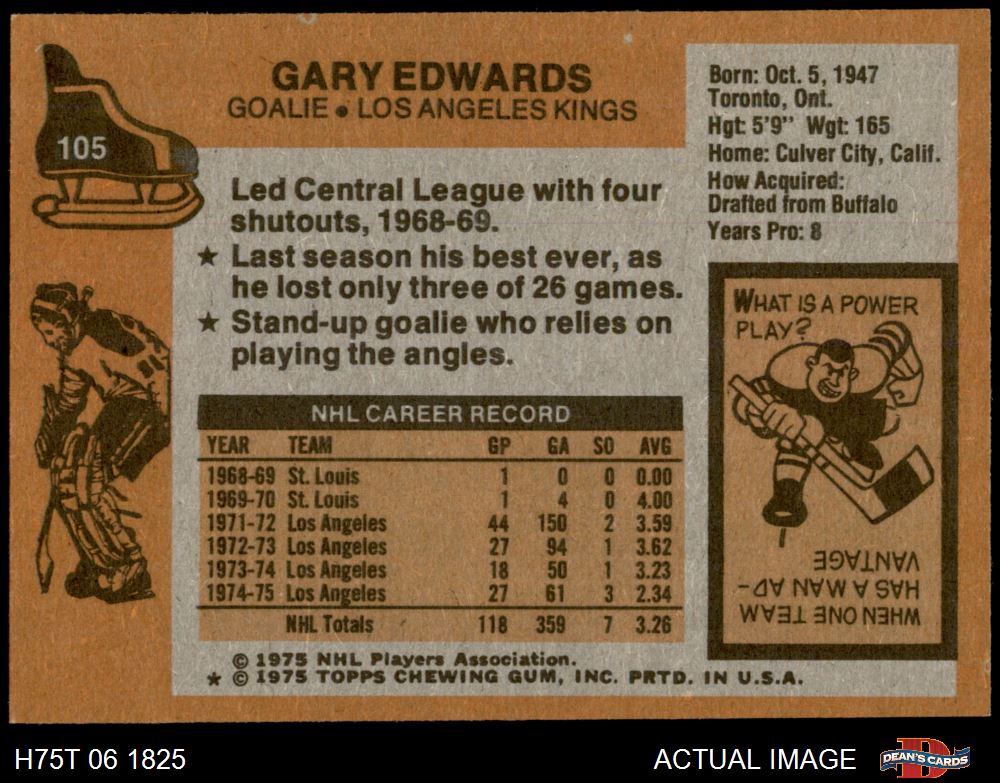 GARY EDWARDS
GOALIE • LOS ANGELES KINGS
105
Born: Oct. 5, 1947
Toronto, Ont.
Hgt: 5'9" Wgt: 165
Home: Culver City, Calif.
How Acquired:
Drafted from Buffalo
Years Pro: 8
Led Central League with four
shutouts, 1968-69.
★ Last season his best ever, as
he lost only three of 26 games.
★ Stand-up goalie who relies on
playing the angles.
NHL CAREER RECORD
YEAR TEAM GP GA SO AVG
1968-69 St. Louis 1 0 0 0.00
1969-70 St. Louis 1 4 0 4.00
1971-72 Los Angeles 44 150 2 3.59
1972-73 Los Angeles 27 94 1 3.62
1973-74 Los Angeles 18 50 1 3.23
1974-75 Los Angeles 27 61 3 2.34
NHL Totals 118 359 7 3.26
WHAT IS A POWER
PLAY?
WHEN ONE TEAM
HAS A MAN AD-
VANTAGE
© 1975 NHL Players Association.
★ © 1975 TOPPS CHEWING GUM, INC. PRTD. IN U.S.A.
H75T 06 1825
ACTUAL IMAGE
DEAN'S CARDS